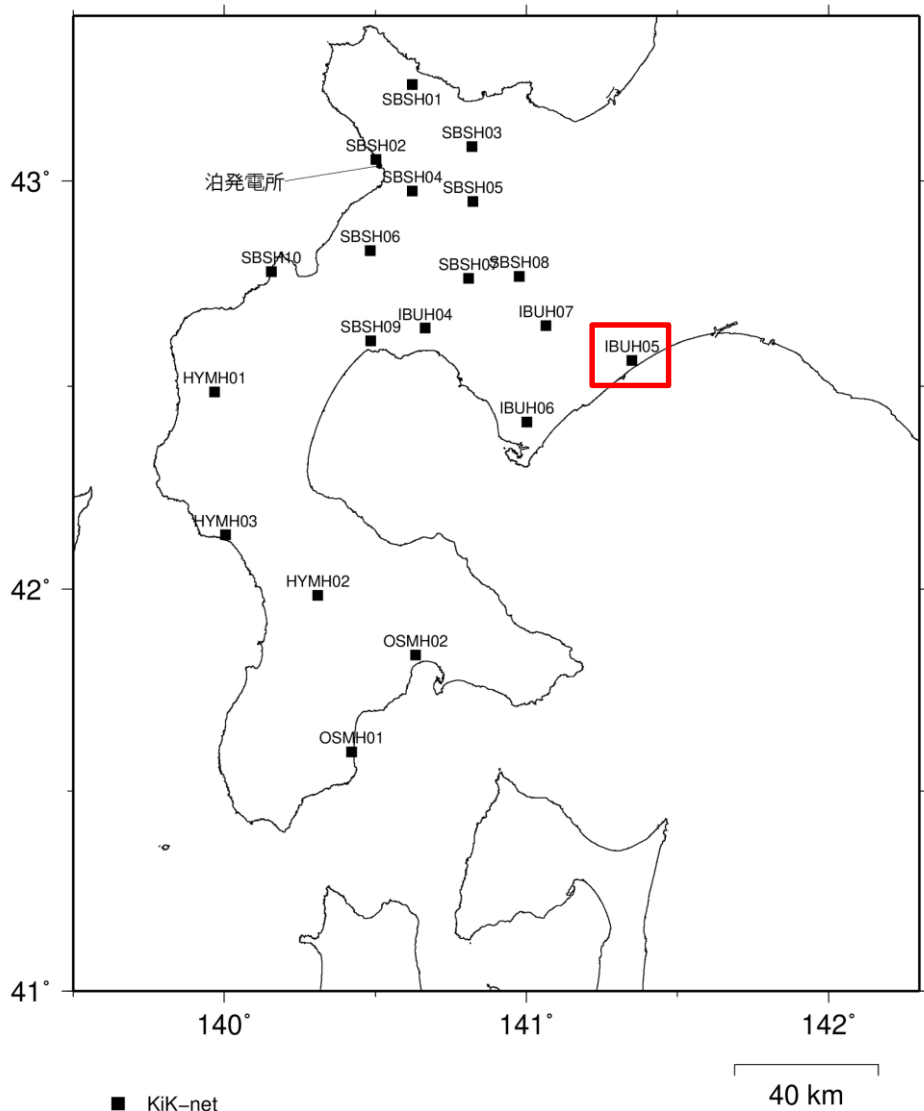 SBSH01
SBSH03
SBSH02
43˚
泊発電所
SBSH04
SBSH05
SBSH06
SBSH10
SBSH07
SBSH08
IBUH04
IBUH07
SBSH09
IBUH05
HYMH01
IBUH06
HYMH03
42˚
HYMH02
OSMH02
OSMH01
41˚
140˚
141˚
142˚
40 km
KiK−net